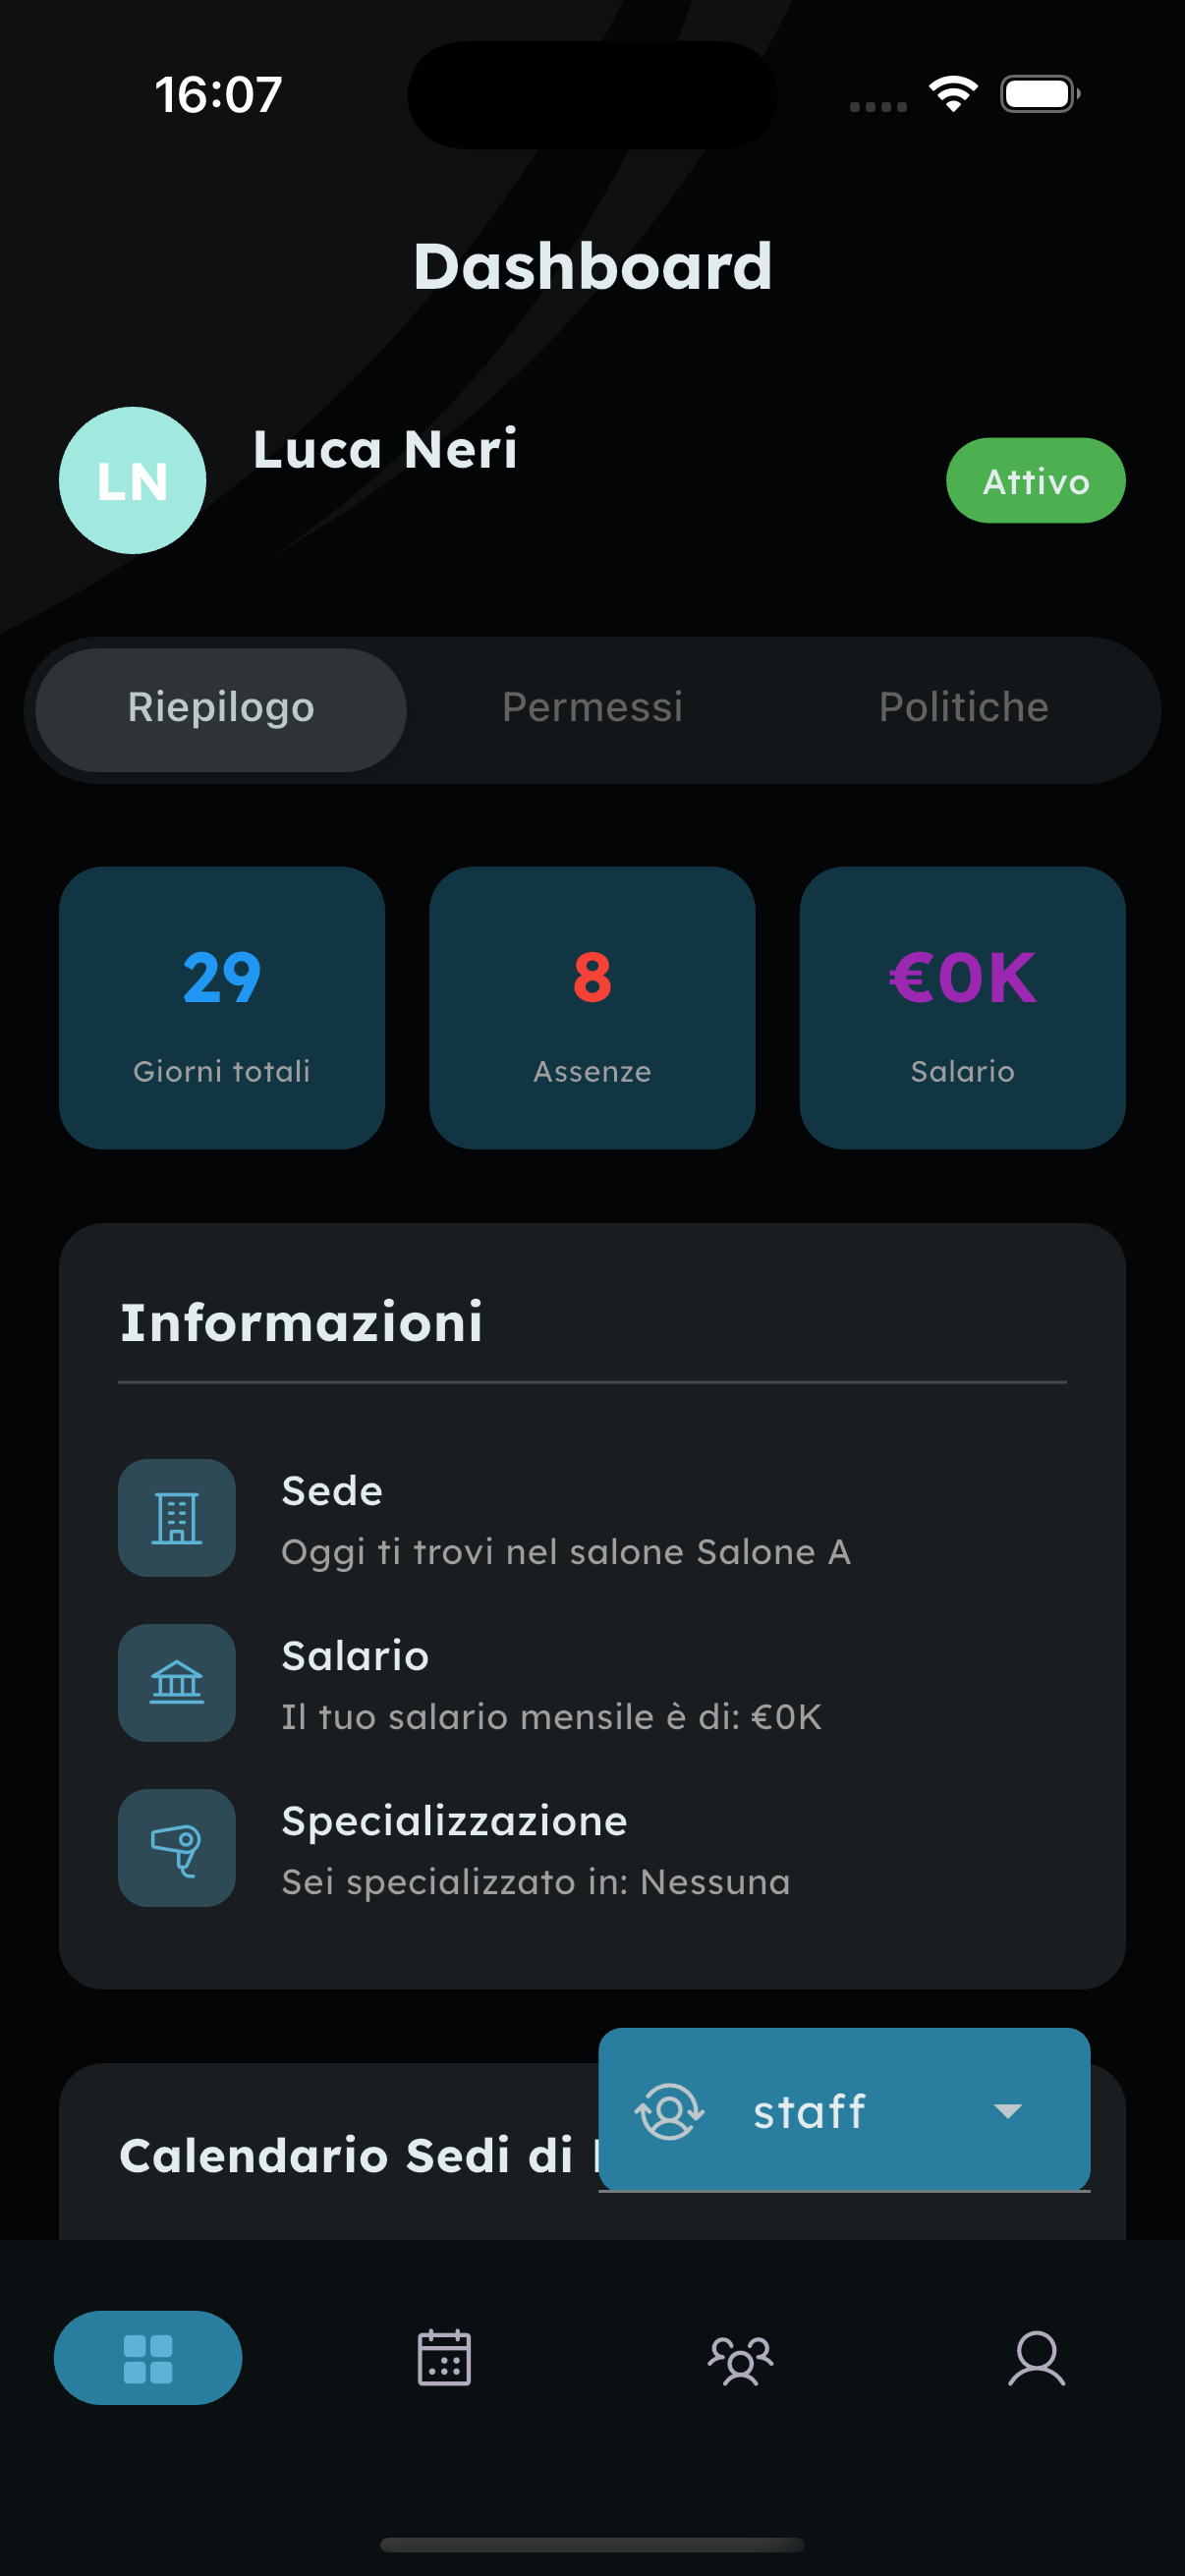 16:07
Dashboard
LN
Luca Neri
Attivo
Riepilogo
Permessi
Politiche
29
8
€0K
Giorni totali
Assenze
Salario
Informazioni
Sede
Oggi ti trovi nel salone Salone A
Salario
Il tuo salario mensile è di: €0K
Specializzazione
Sei specializzato in: Nessuna
staff
Calendario Sedi di